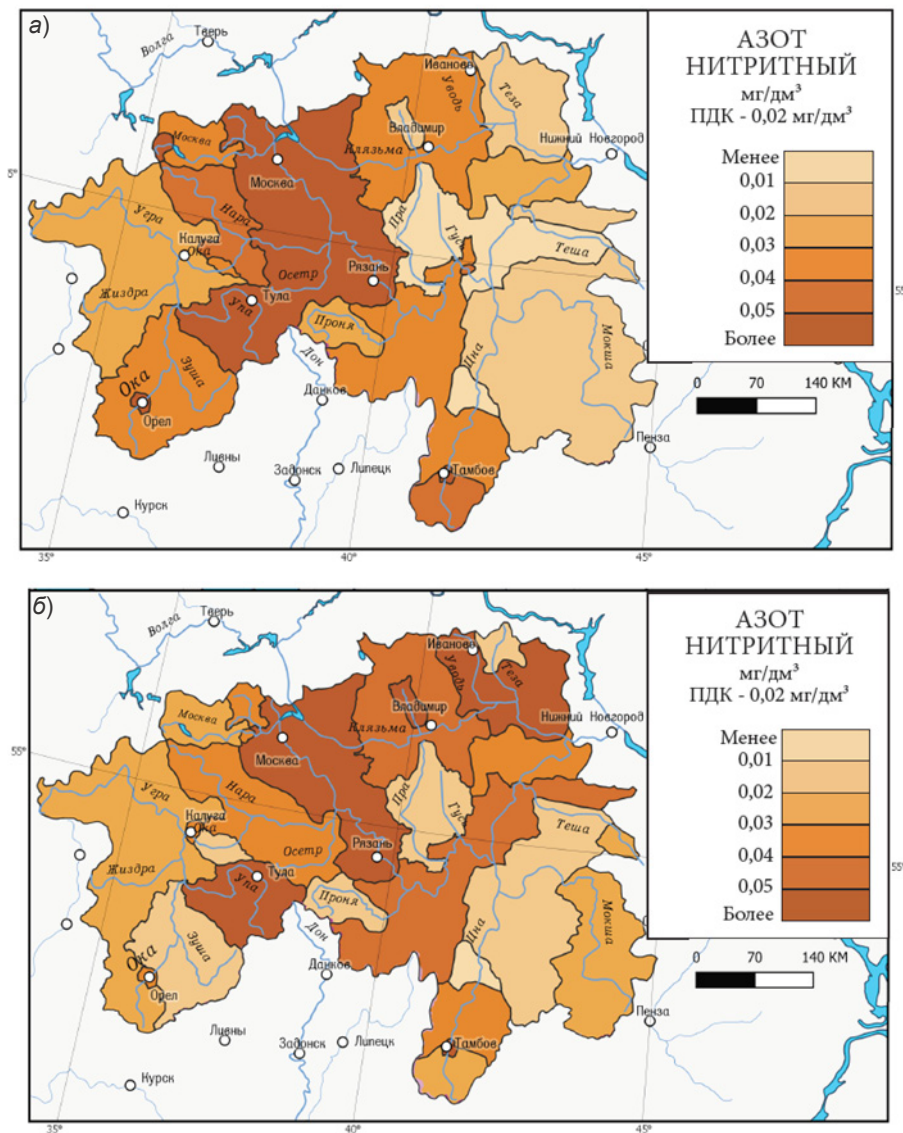 а)
Тверь
Волга
Иваново
Уводь
Теза
Москва
Клязьма
Владимир
Нижний Новгород
Москва
Угра
Нара
Пра
Гусь
Теша
Калуга
Ока
Жиздра
Осетр
Рязань
Упа
Тула
Проня
Дон
Цна
Мокша
Ока
Зуша
Орел
Данков
Ливны
Задонск
Липецк
Тамбов
Пенза
Курск
35°
40°
45°
АЗОТ
НИТРИТНЫЙ
мг/дм³
ПДК - 0,02 мг/дм³
Менее
0,01
0,02
0,03
0,04
0,05
Более
0 70 140 КМ
б)
Тверь
Волга
Иваново
Уводь
Теза
Москва
Клязьма
Владимир
Нижний Новгород
55°
Москва
Угра
Нара
Пра
Гусь
Теша
Калуга
Ока
Жиздра
Осетр
Рязань
Упа
Тула
Проня
Дон
Цна
Мокша
Ока
Зуша
Орел
Данков
Ливны
Задонск
Липецк
Тамбов
Пенза
Курск
35°
40°
45°
55°
АЗОТ
НИТРИТНЫЙ
мг/дм³
ПДК - 0,02 мг/дм³
Менее
0,01
0,02
0,03
0,04
0,05
Более
0 70 140 КМ